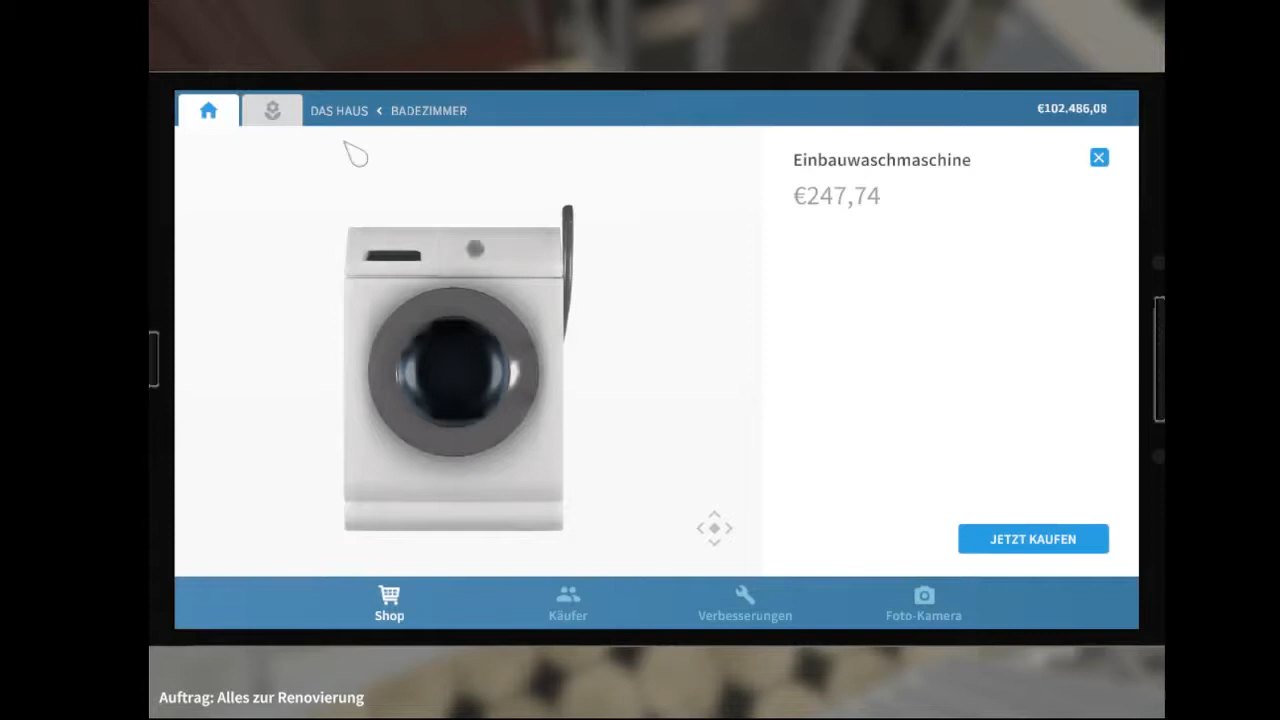 DAS HAUS < BADEZIMMER
€102.486,08
Einbauwaschmaschine
€247,74
JETZT KAUFEN
Shop
Käufer
Verbesserungen
Foto-Kamera
Auftrag: Alles zur Renovierung